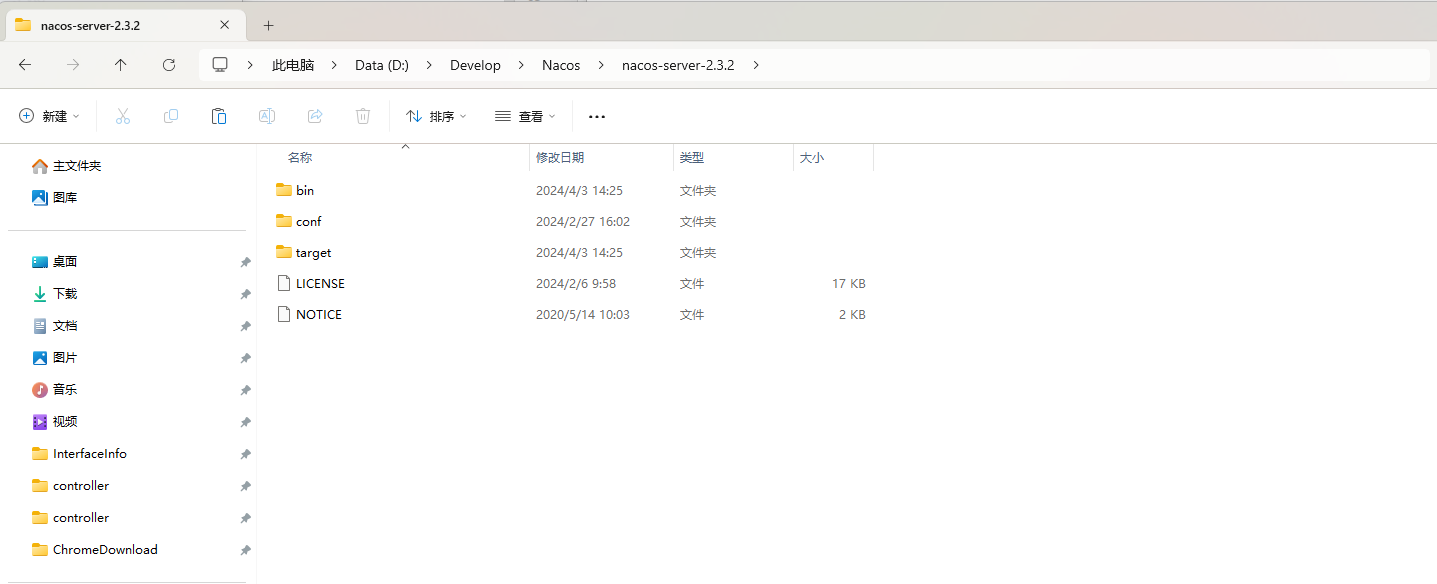 nacos-server-2.3.2
此电脑 Data (D:) Develop Nacos nacos-server-2.3.2
新建 排序 查看
主文件夹
图库
桌面
下载
文档
图片
音乐
视频
InterfaceInfo
controller
controller
ChromeDownload
名称 修改日期 类型 大小
bin 2024/4/3 14:25 文件夹
conf 2024/2/27 16:02 文件夹
target 2024/4/3 14:25 文件夹
LICENSE 2024/2/6 9:58 文件 17 KB
NOTICE 2020/5/14 10:03 文件 2 KB